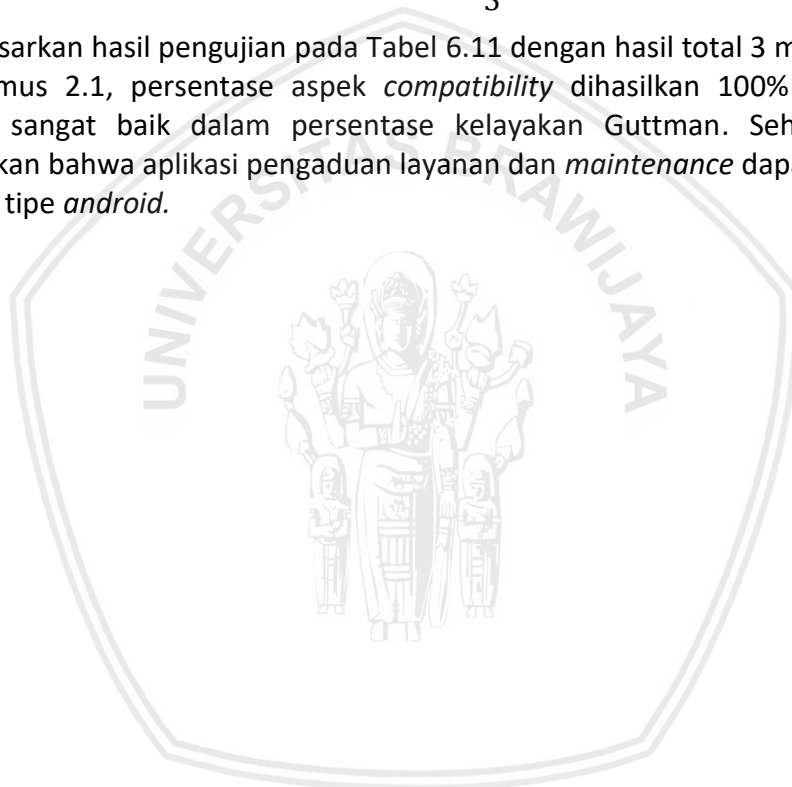 3
sarkan hasil pengujian pada Tabel 6.11 dengan hasil total 3 m
mus 2.1, persentase aspek compatibility dihasilkan 100%
sangat baik dalam persentase kelayakan Guttman. Seh
kan bahwa aplikasi pengaduan layanan dan maintenance dapa
tipe android.
UNIVERSITAS BRAWIJAYA